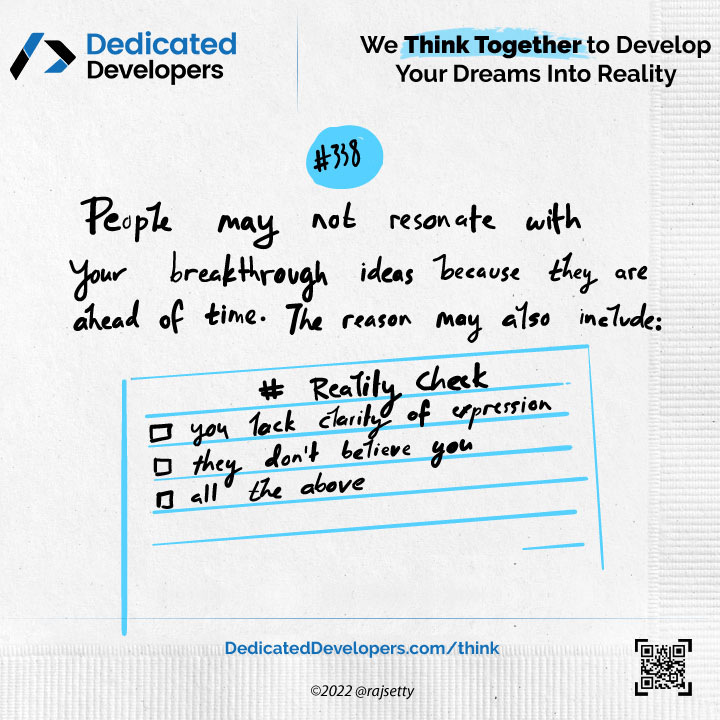 Dedicated
Developers
We Think Together to Develop
Your Dreams Into Reality
#338
People may not resonate with
your breakthrough ideas because they are
ahead of time. The reason may also include:
# Reality Check
you lack clarity of expression
they don't believe you
all the above
DedicatedDevelopers.com/think
©2022 @rajsetty